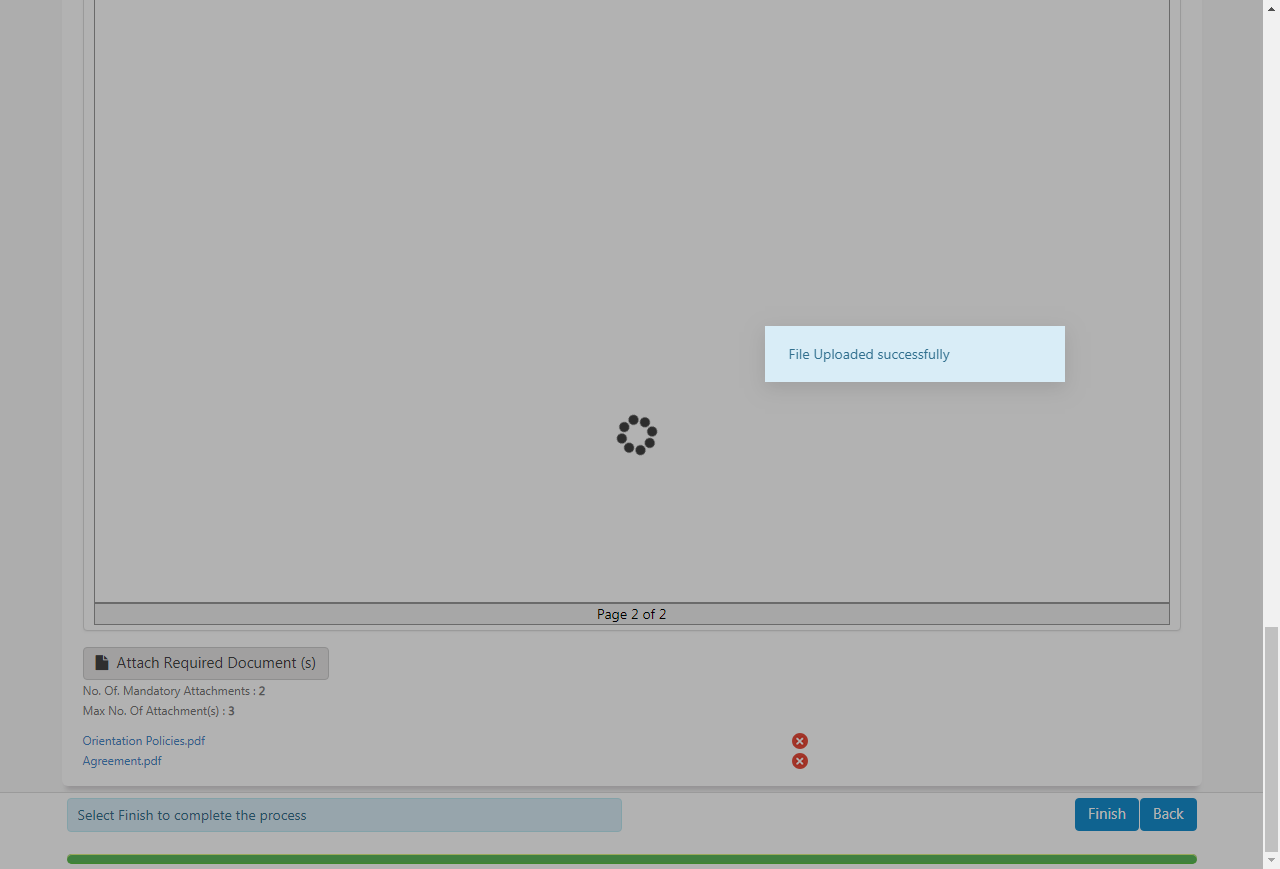 File Uploaded successfully
Page 2 of 2
Attach Required Document (s)
No. Of. Mandatory Attachments : 2
Max No. Of Attachment(s) : 3
Orientation Policies.pdf
Agreement.pdf
Select Finish to complete the process
Finish
Back